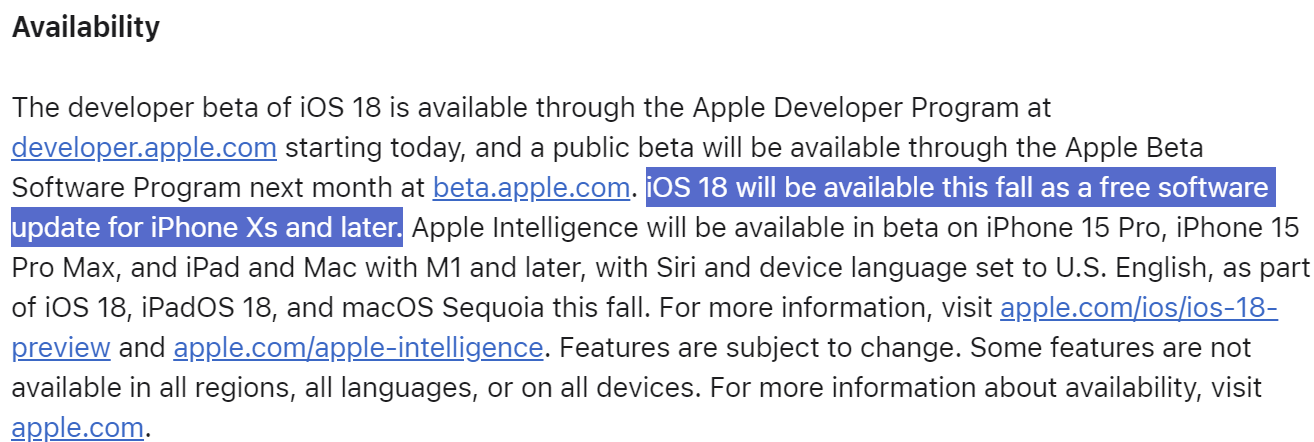 Availability
The developer beta of iOS 18 is available through the Apple Developer Program at
developer.apple.com starting today, and a public beta will be available through the Apple Beta
Software Program next month at beta.apple.com. iOS 18 will be available this fall as a free software
update for iPhone Xs and later. Apple Intelligence will be available in beta on iPhone 15 Pro, iPhone 15
Pro Max, and iPad and Mac with M1 and later, with Siri and device language set to U.S. English, as part
of iOS 18, iPadOS 18, and macOS Sequoia this fall. For more information, visit apple.com/ios/ios-18-
preview and apple.com/apple-intelligence. Features are subject to change. Some features are not
available in all regions, all languages, or on all devices. For more information about availability, visit
apple.com.